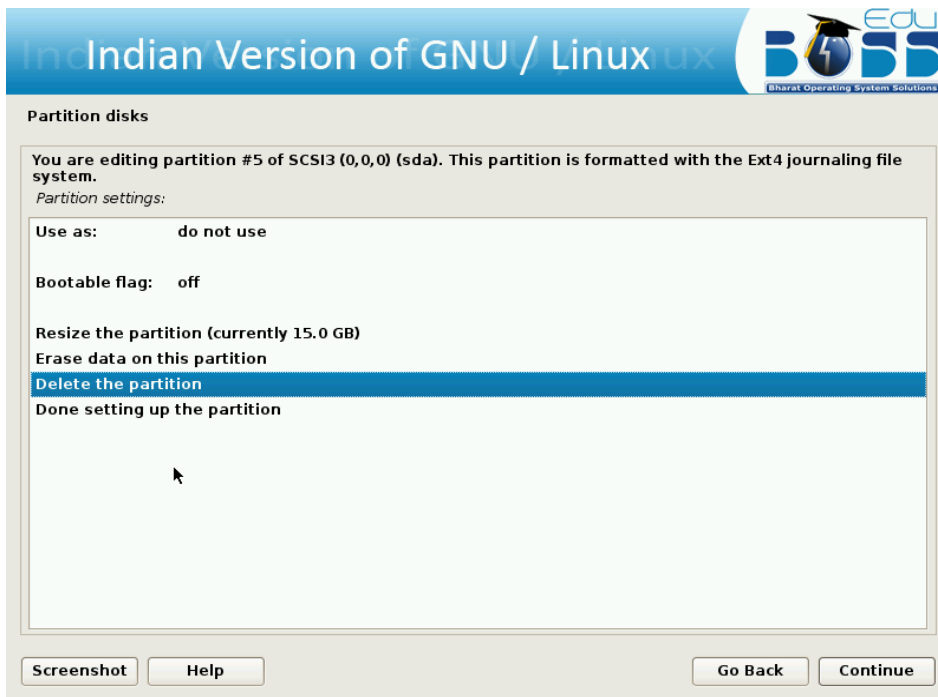 Indian Version of GNU / Linux
Edu
BOSS
Bharat Operating System Solutions
Partition disks
You are editing partition #5 of SCSI3 (0,0,0) (sda). This partition is formatted with the Ext4 journaling file
system.
Partition settings:
Use as: do not use
Bootable flag: off
Resize the partition (currently 15.0 GB)
Erase data on this partition
Delete the partition
Done setting up the partition
Screenshot Help Go Back Continue